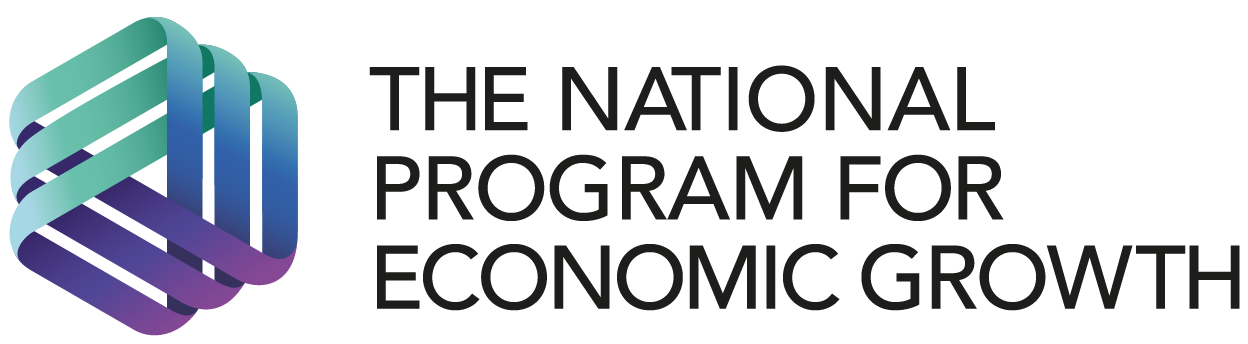 THE NATIONAL
PROGRAM FOR
ECONOMIC GROWTH